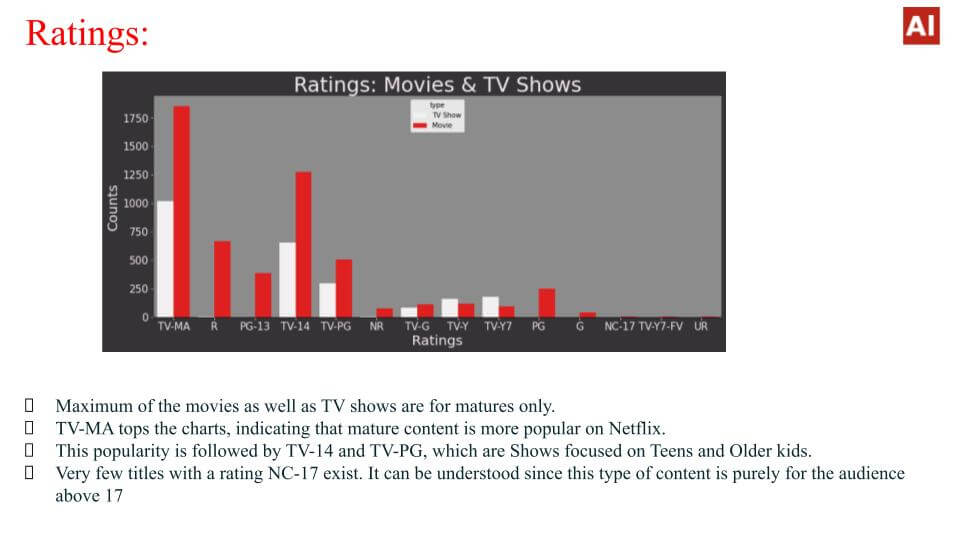 Ratings:
AI
Ratings: Movies & TV Shows
type
TV Show
Movie
Counts
1750
1500
1250
1000
750
500
250
0
TV-MA R PG-13 TV-14 TV-PG NR TV-G TV-Y TV-Y7 PG G NC-17 TV-Y7-FV UR
Ratings
Maximum of the movies as well as TV shows are for matures only.
TV-MA tops the charts, indicating that mature content is more popular on Netflix.
This popularity is followed by TV-14 and TV-PG, which are Shows focused on Teens and Older kids.
Very few titles with a rating NC-17 exist. It can be understood since this type of content is purely for the audience
above 17